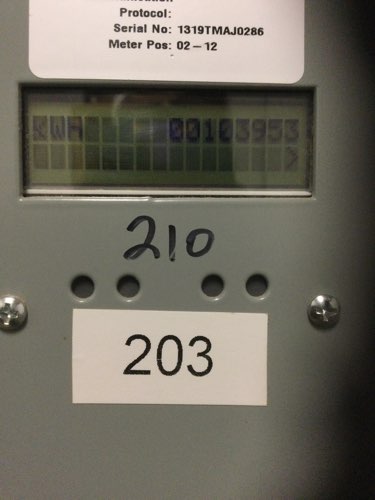 Protocol:
Serial No: 1319TMAJ0286
Meter Pos: 02 – 12
kWh 00103953
>
210
203